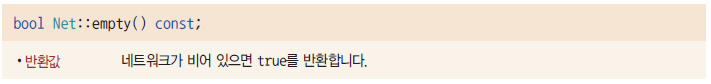 bool Net::empty() const;
• 반환값 네트워크가 비어 있으면 true를 반환합니다.